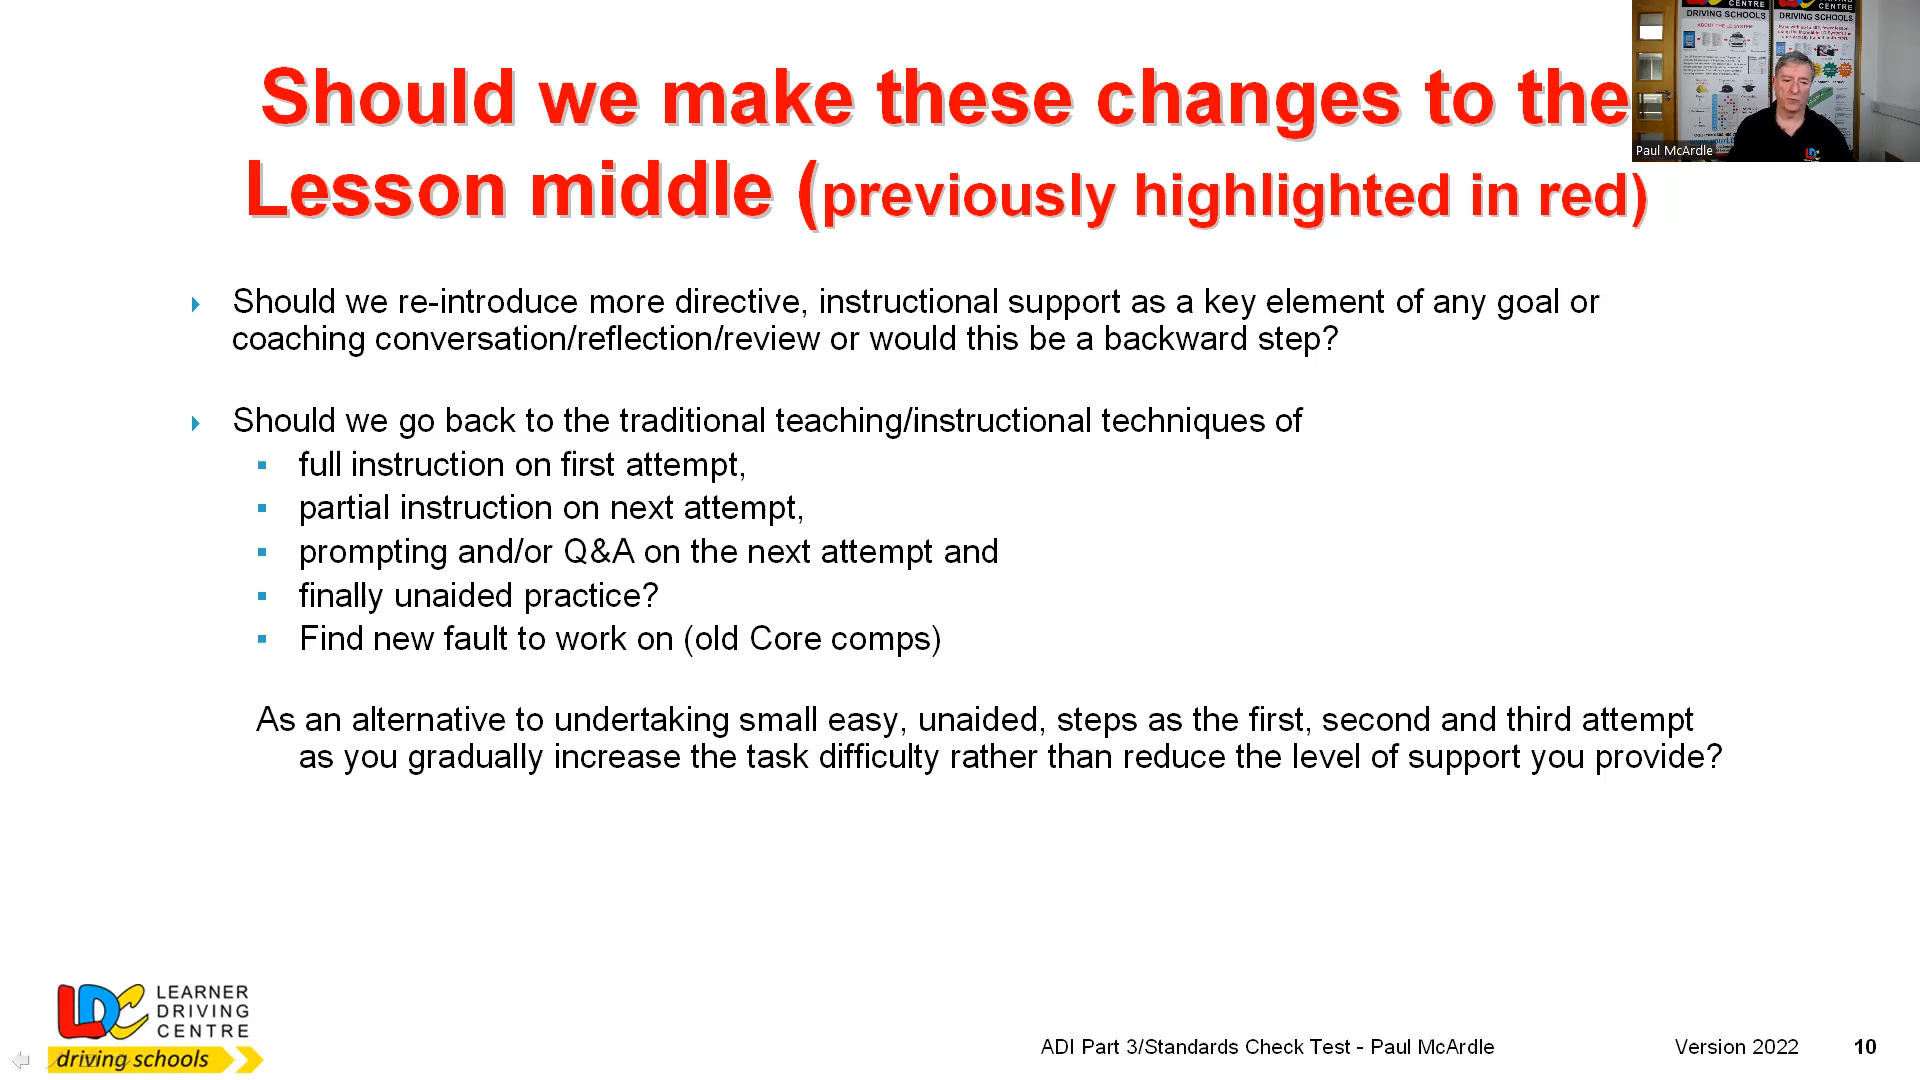 Should we make these changes to the
Lesson middle (previously highlighted in red)
CENTRE
CENTRE
DRIVING SCHOOLS
DRIVING SCHOOLS
Paul McArdle
Should we re-introduce more directive, instructional support as a key element of any goal or
coaching conversation/reflection/review or would this be a backward step?
Should we go back to the traditional teaching/instructional techniques of
full instruction on first attempt,
partial instruction on next attempt,
prompting and/or Q&A on the next attempt and
finally unaided practice?
Find new fault to work on (old Core comps)
As an alternative to undertaking small easy, unaided, steps as the first, second and third attempt
as you gradually increase the task difficulty rather than reduce the level of support you provide?
LDC
LEARNER
DRIVING
CENTRE
driving schools
ADI Part 3/Standards Check Test - Paul McArdle
Version 2022
10